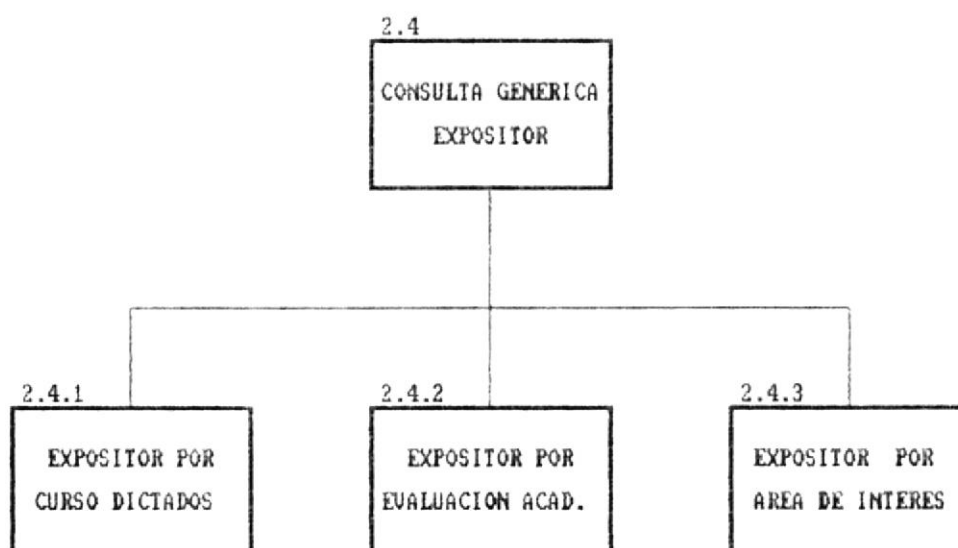 2.4
CONSULTA GENERICA
EXPOSITOR
2.4.1
EXPOSITOR POR
CURSO DICTADOS
2.4.2
EXPOSITOR POR
EVALUACION ACAD.
2.4.3
EXPOSITOR POR
AREA DE INTERES